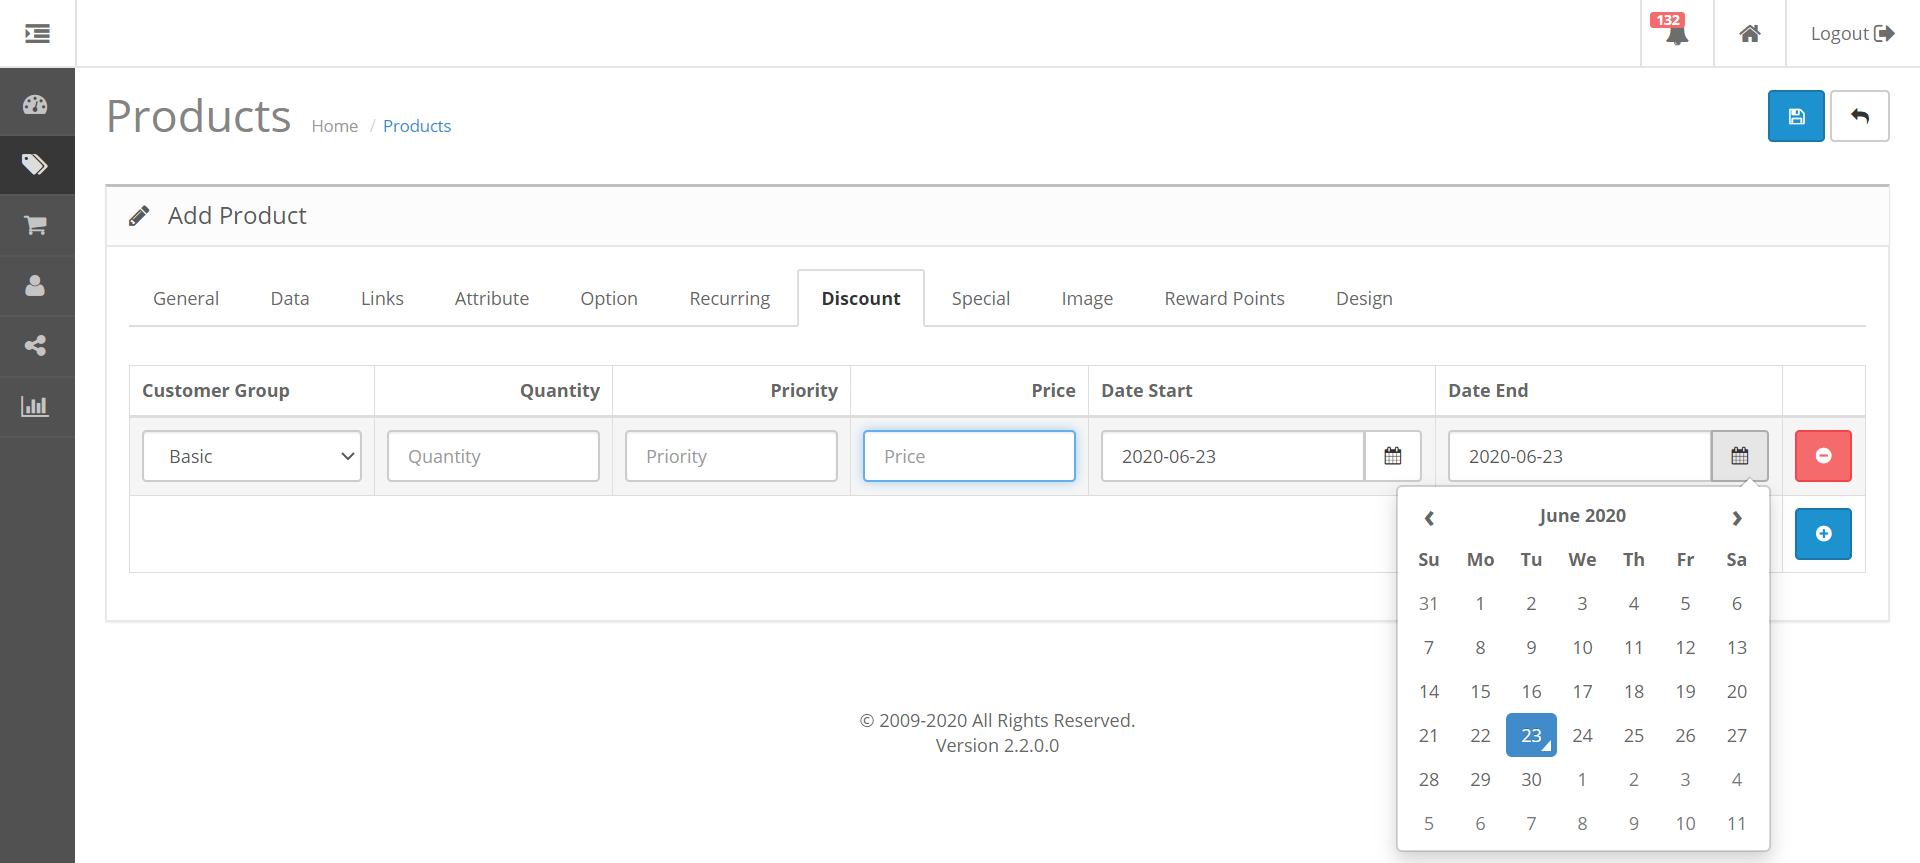 132
Logout
Products
Home / Products
Add Product
General Data Links Attribute Option Recurring Discount Special Image Reward Points Design
Customer Group Quantity Priority Price Date Start Date End
Basic Quantity Priority Price 2020-06-23 2020-06-23
‹ June 2020 ›
Su Mo Tu We Th Fr Sa
31 1 2 3 4 5 6
7 8 9 10 11 12 13
14 15 16 17 18 19 20
21 22 23 24 25 26 27
28 29 30 1 2 3 4
5 6 7 8 9 10 11
© 2009-2020 All Rights Reserved.
Version 2.2.0.0